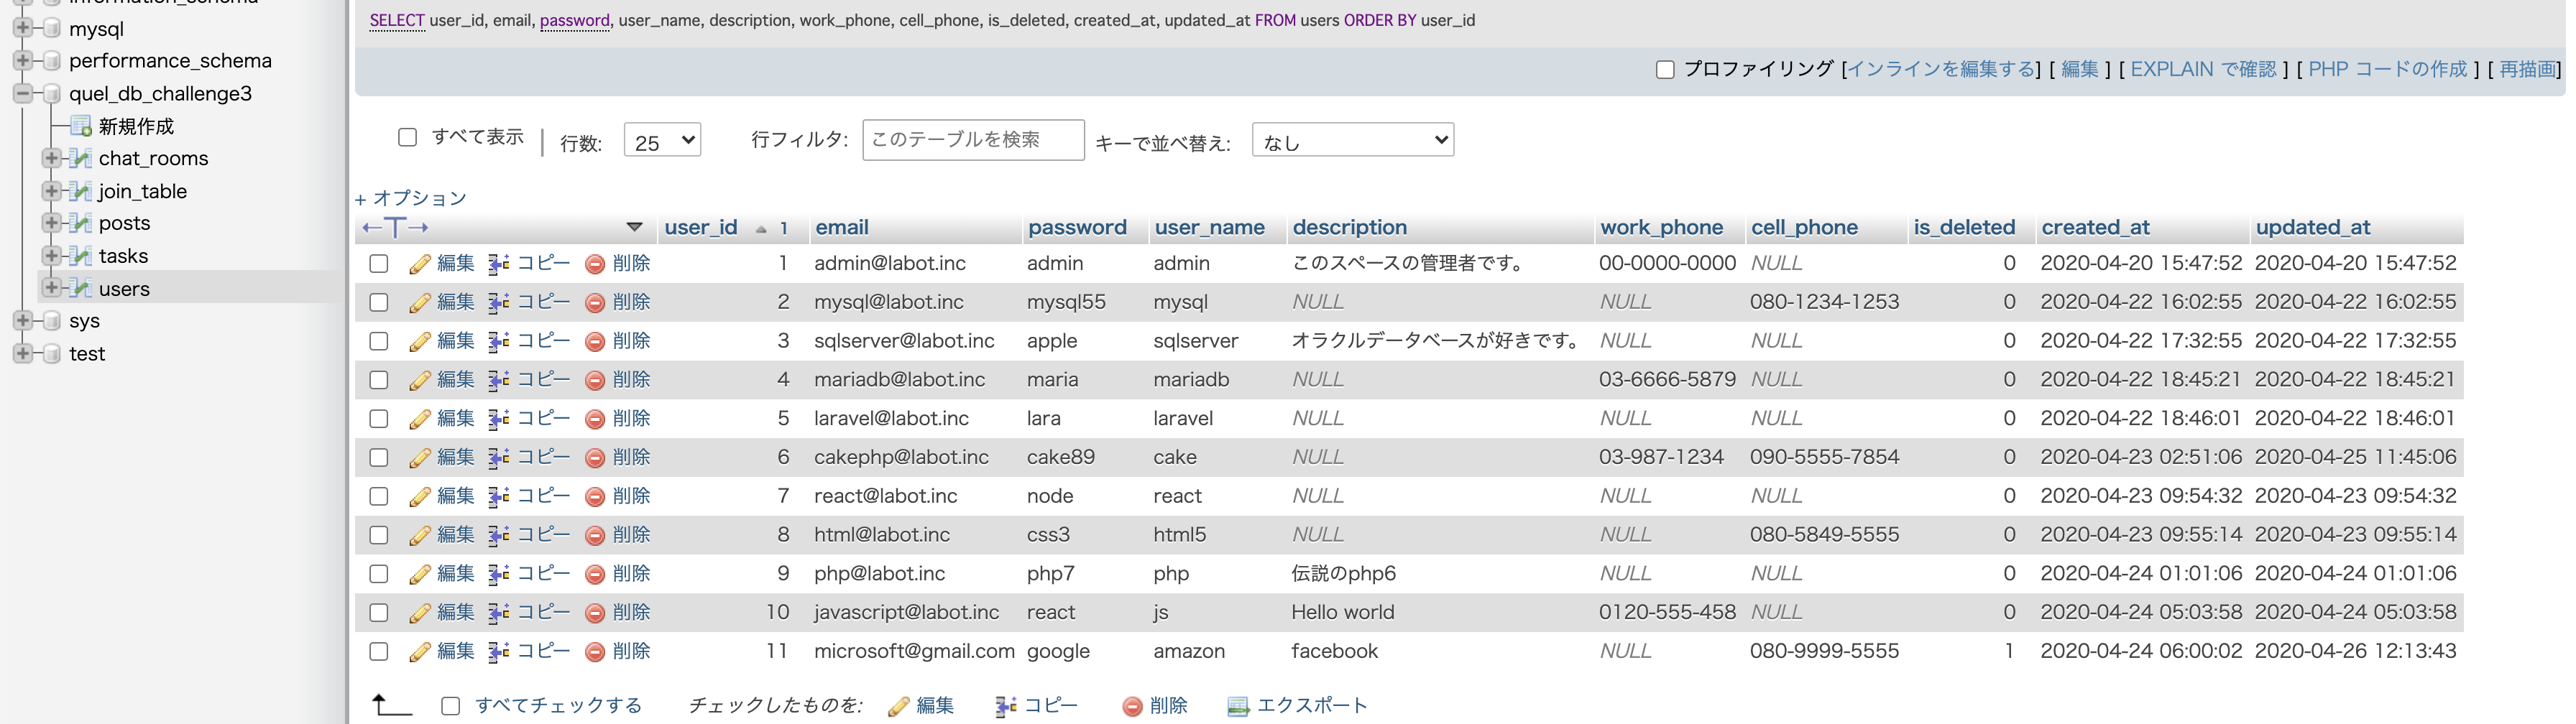 information_schema
mysql
performance_schema
quel_db_challenge3
新規作成
chat_rooms
join_table
posts
tasks
users
sys
test
SELECT user_id, email, password, user_name, description, work_phone, cell_phone, is_deleted, created_at, updated_at FROM users ORDER BY user_id
プロファイリング [インラインを編集する] [ 編集 ] [ EXPLAIN で確認 ] [ PHP コードの作成 ] [ 再描画]
すべて表示 | 行数: 25 行フィルタ: このテーブルを検索 キーで並べ替え: なし
+ オプション
←T→ user_id 1 email password user_name description work_phone cell_phone is_deleted created_at updated_at
編集 コピー 削除 1 admin@labot.inc admin admin このスペースの管理者です。 00-0000-0000 NULL 0 2020-04-20 15:47:52 2020-04-20 15:47:52
編集 コピー 削除 2 mysql@labot.inc mysql55 mysql NULL NULL 080-1234-1253 0 2020-04-22 16:02:55 2020-04-22 16:02:55
編集 コピー 削除 3 sqlserver@labot.inc apple sqlserver オラクルデータベースが好きです。 NULL NULL 0 2020-04-22 17:32:55 2020-04-22 17:32:55
編集 コピー 削除 4 mariadb@labot.inc maria mariadb NULL 03-6666-5879 NULL 0 2020-04-22 18:45:21 2020-04-22 18:45:21
編集 コピー 削除 5 laravel@labot.inc lara laravel NULL NULL NULL 0 2020-04-22 18:46:01 2020-04-22 18:46:01
編集 コピー 削除 6 cakephp@labot.inc cake89 cake NULL 03-987-1234 090-5555-7854 0 2020-04-23 02:51:06 2020-04-25 11:45:06
編集 コピー 削除 7 react@labot.inc node react NULL NULL NULL 0 2020-04-23 09:54:32 2020-04-23 09:54:32
編集 コピー 削除 8 html@labot.inc css3 html5 NULL NULL 080-5849-5555 0 2020-04-23 09:55:14 2020-04-23 09:55:14
編集 コピー 削除 9 php@labot.inc php7 php 伝説のphp6 NULL NULL 0 2020-04-24 01:01:06 2020-04-24 01:01:06
編集 コピー 削除 10 javascript@labot.inc react js Hello world 0120-555-458 NULL 0 2020-04-24 05:03:58 2020-04-24 05:03:58
編集 コピー 削除 11 microsoft@gmail.com google amazon facebook NULL 080-9999-5555 1 2020-04-24 06:00:02 2020-04-26 12:13:43
すべてチェックする チェックしたものを: 編集 コピー 削除 エクスポート